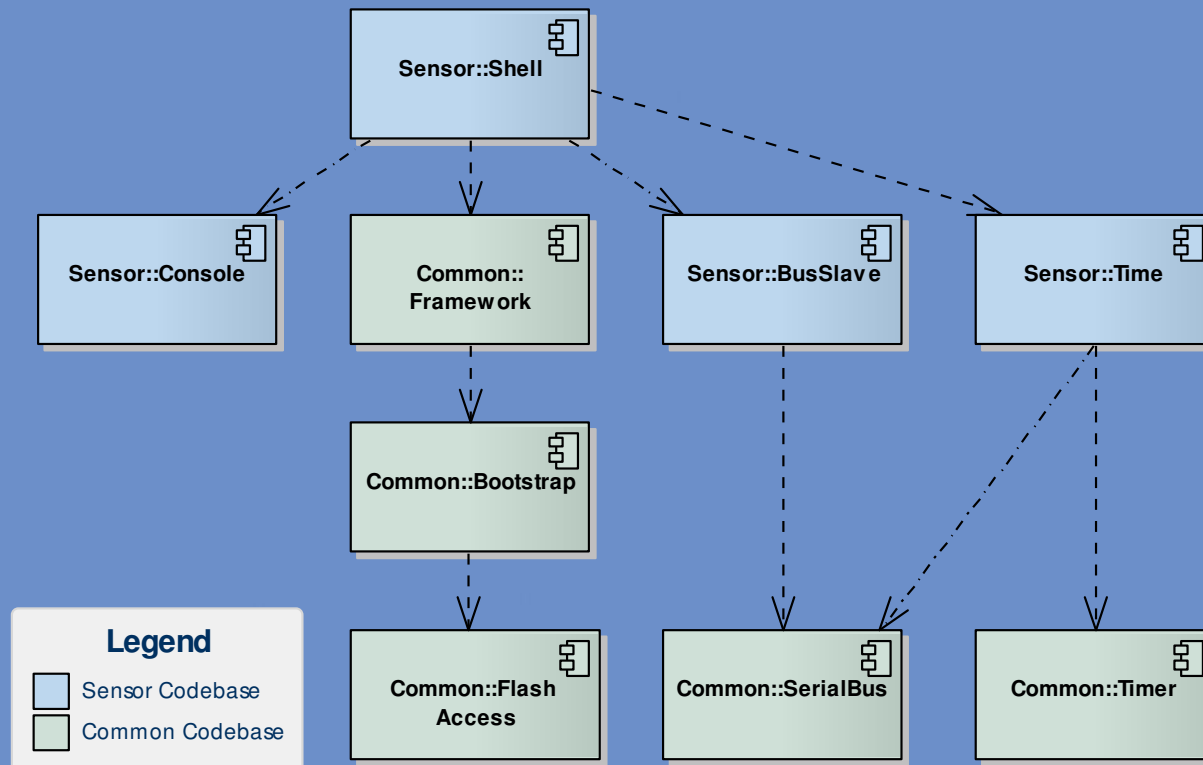 Sensor::Shell
Sensor::Console
Common::
Framework
Sensor::BusSlave
Sensor::Time
Common::Bootstrap
Common::Flash
Access
Common::SerialBus
Common::Timer
Legend
Sensor Codebase
Common Codebase